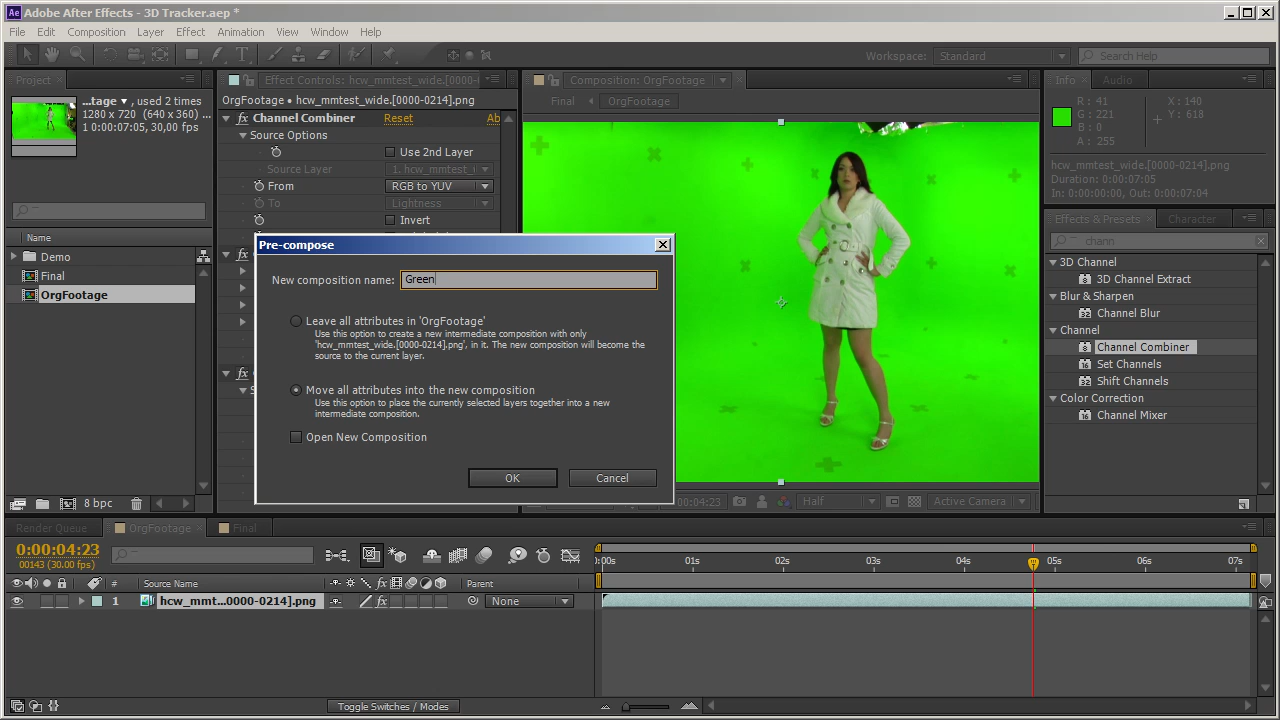 Adobe After Effects - 3D Tracker.aep *
File Edit Composition Layer Effect Animation View Window Help
Workspace: Standard Search Help
Project
...tage ▼ , used 2 times
1280 x 720 (640 x 360) ...
1 0:00:07:05, 30,00 fps
Name
Demo
Final
OrgFootage
8 bpc
Effect Controls: hcw_mmtest_wide.[0000-
OrgFootage • hcw_mmtest_wide.[0000-0214].png
fx Channel Combiner Reset Ab
Source Options
Use 2nd Layer
Source Layer 1. hcw_mmtest_
From RGB to YUV
To Lightness
Invert
Pre-compose
New composition name: Green
Leave all attributes in 'OrgFootage'
Use this option to create a new intermediate composition with only
'hcw_mmtest_wide.[0000-0214].png', in it. The new composition will become the
source to the current layer.
Move all attributes into the new composition
Use this option to place the currently selected layers together into a new
intermediate composition.
Open New Composition
OK Cancel
Composition: OrgFootage
Final OrgFootage
00:04:23 Half Active Camera
Info Audio
R : 41
G : 221
B : 0
A : 255
X : 140
Y : 618
hcw_mmtest_wide.[0000-0214].png
Duration: 0:00:07:05
In: 0:00:00:00, Out: 0:00:07:04
Effects & Presets Character
chann
3D Channel
3D Channel Extract
Blur & Sharpen
Channel Blur
Channel
Channel Combiner
Set Channels
Shift Channels
Color Correction
Channel Mixer
Render Queue OrgFootage Final
0:00:04:23
00143 (30.00 fps)
:00s 01s 02s 03s 04s 05s 06s 07s
# Source Name Parent
1 hcw_mmt...0000-0214].png fx None
Toggle Switches / Modes